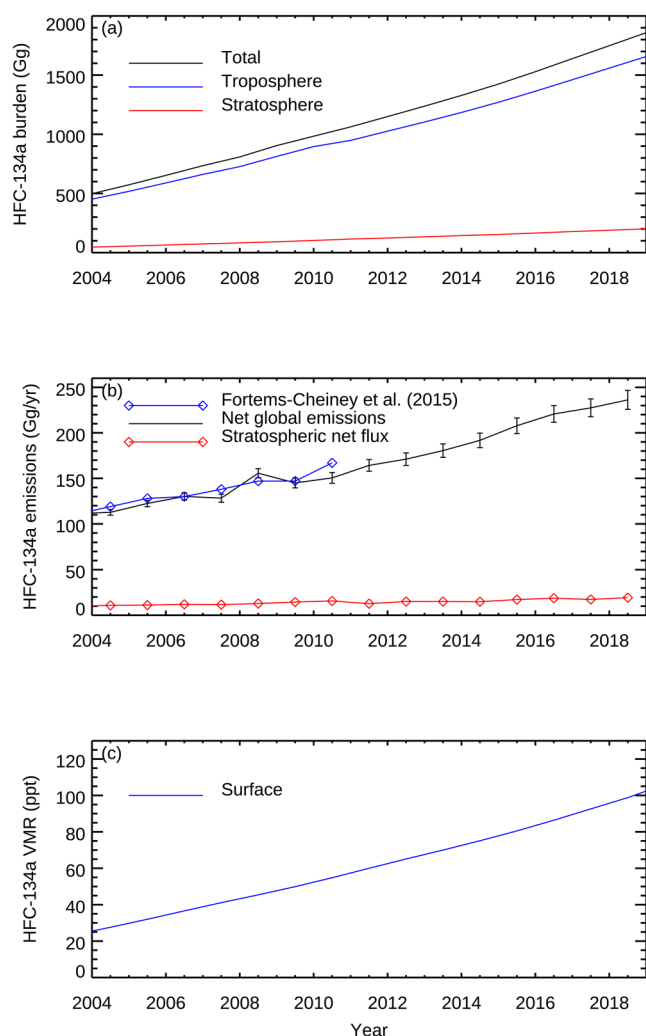 2000
(a)
Total
1500
Troposphere
Stratosphere
1000
500
0
HFC-134a burden (Gg)
2004 2006 2008 2010 2012 2014 2016 2018
250
(b)
Fortems-Cheiney et al. (2015)
Net global emissions
200
Stratospheric net flux
150
100
50
0
HFC-134a emissions (Gg/yr)
2004 2006 2008 2010 2012 2014 2016 2018
(c)
120
Surface
100
80
60
40
20
0
HFC-134a VMR (ppt)
2004 2006 2008 2010 2012 2014 2016 2018
Year